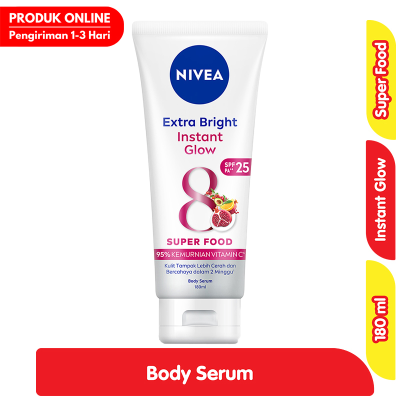 PRODUK ONLINE
Pengiriman 1-3 Hari
NIVEA
Extra Bright
Instant
Glow
SPF 25
PA++
8
SUPER FOOD
95% KEMURNIAN VITAMIN C*
Kulit Tampak Lebih Cerah dan
Bercahaya dalam 2 Minggu
Body Serum
180ml
Super Food
Instant Glow
180 ml
Body Serum